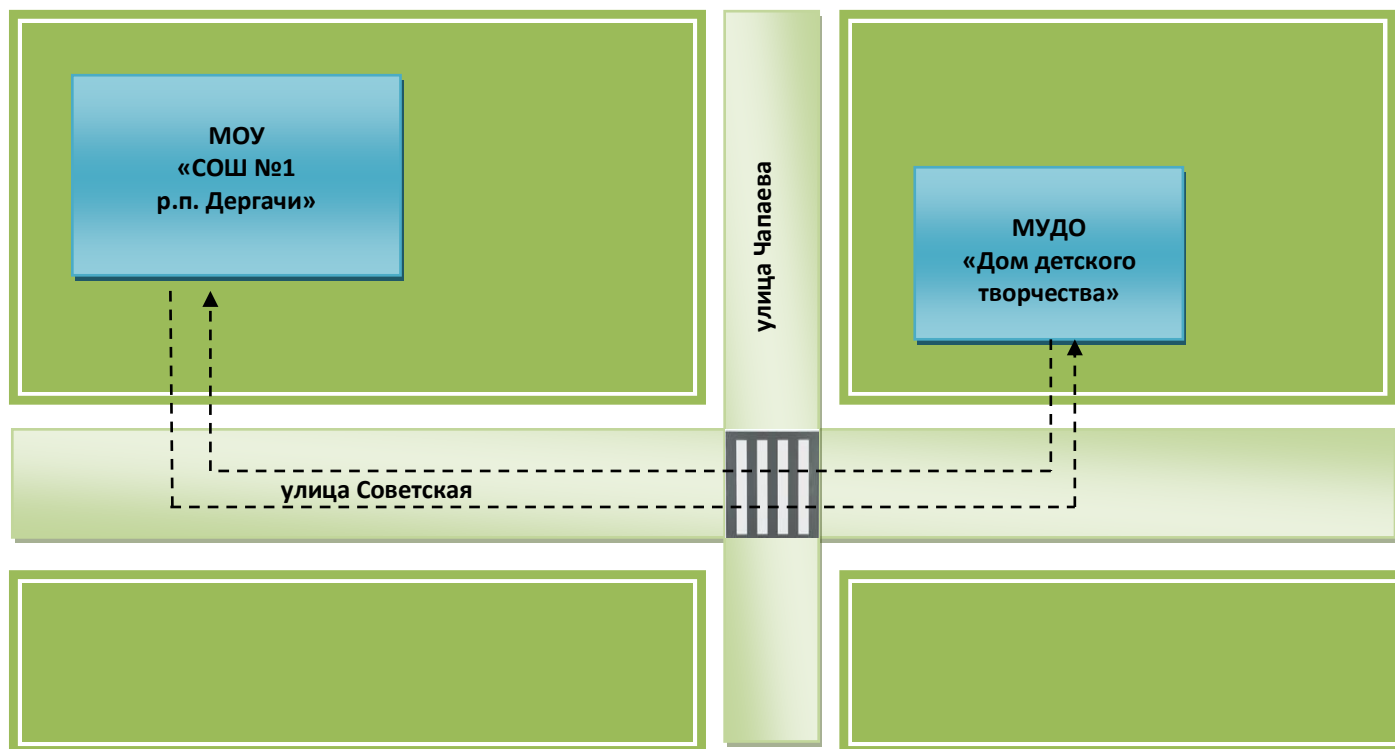 МОУ
«СОШ №1
р.п. Дергачи»
улица Чапаева
МУДО
«Дом детского
творчества»
улица Советская